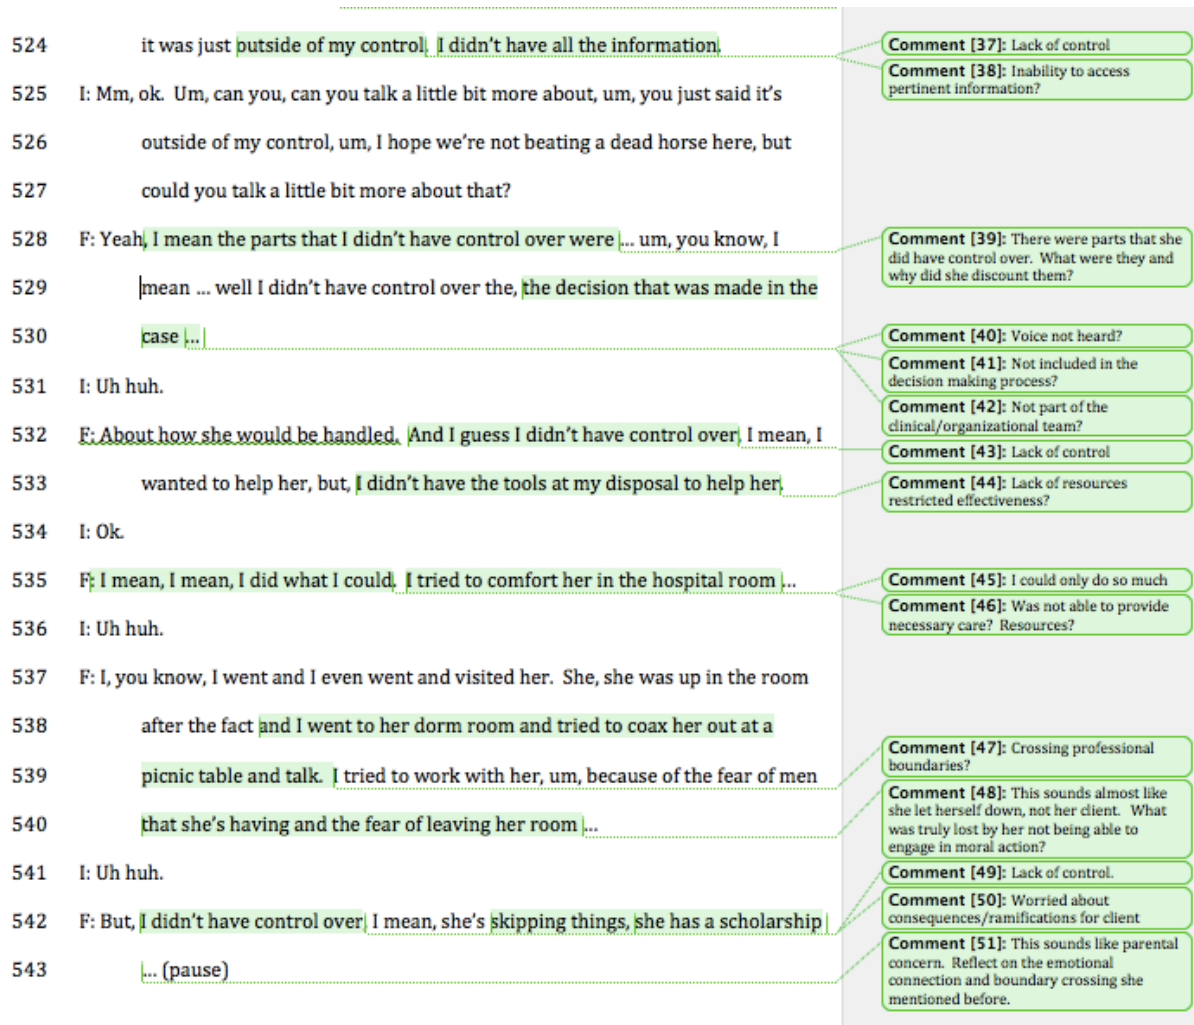 524 it was just outside of my control. I didn't have all the information.
Comment [37]: Lack of control
Comment [38]: Inability to access
pertinent information?
525 I: Mm, ok. Um, can you, can you talk a little bit more about, um, you just said it's
526 outside of my control, um, I hope we're not beating a dead horse here, but
527 could you talk a little bit more about that?
528 F: Yeah, I mean the parts that I didn't have control over were ... um, you know, I
Comment [39]: There were parts that she
did have control over. What were they and
why did she discount them?
529 mean ... well I didn't have control over the, the decision that was made in the
530 case ...
Comment [40]: Voice not heard?
Comment [41]: Not included in the
decision making process?
Comment [42]: Not part of the
clinical/organizational team?
531 I: Uh huh.
532 F: About how she would be handled. And I guess I didn't have control over, I mean, I
Comment [43]: Lack of control
533 wanted to help her, but, I didn't have the tools at my disposal to help her.
Comment [44]: Lack of resources
restricted effectiveness?
534 I: Ok.
535 F: I mean, I mean, I did what I could. I tried to comfort her in the hospital room ...
Comment [45]: I could only do so much
Comment [46]: Was not able to provide
necessary care? Resources?
536 I: Uh huh.
537 F: I, you know, I went and I even went and visited her. She, she was up in the room
538 after the fact and I went to her dorm room and tried to coax her out at a
539 picnic table and talk. I tried to work with her, um, because of the fear of men
Comment [47]: Crossing professional
boundaries?
540 that she's having and the fear of leaving her room ...
Comment [48]: This sounds almost like
she let herself down, not her client. What
was truly lost by her not being able to
engage in moral action?
541 I: Uh huh.
Comment [49]: Lack of control.
542 F: But, I didn't have control over, I mean, she's skipping things, she has a scholarship
Comment [50]: Worried about
consequences/ramifications for client
543 ... (pause)
Comment [51]: This sounds like parental
concern. Reflect on the emotional
connection and boundary crossing she
mentioned before.